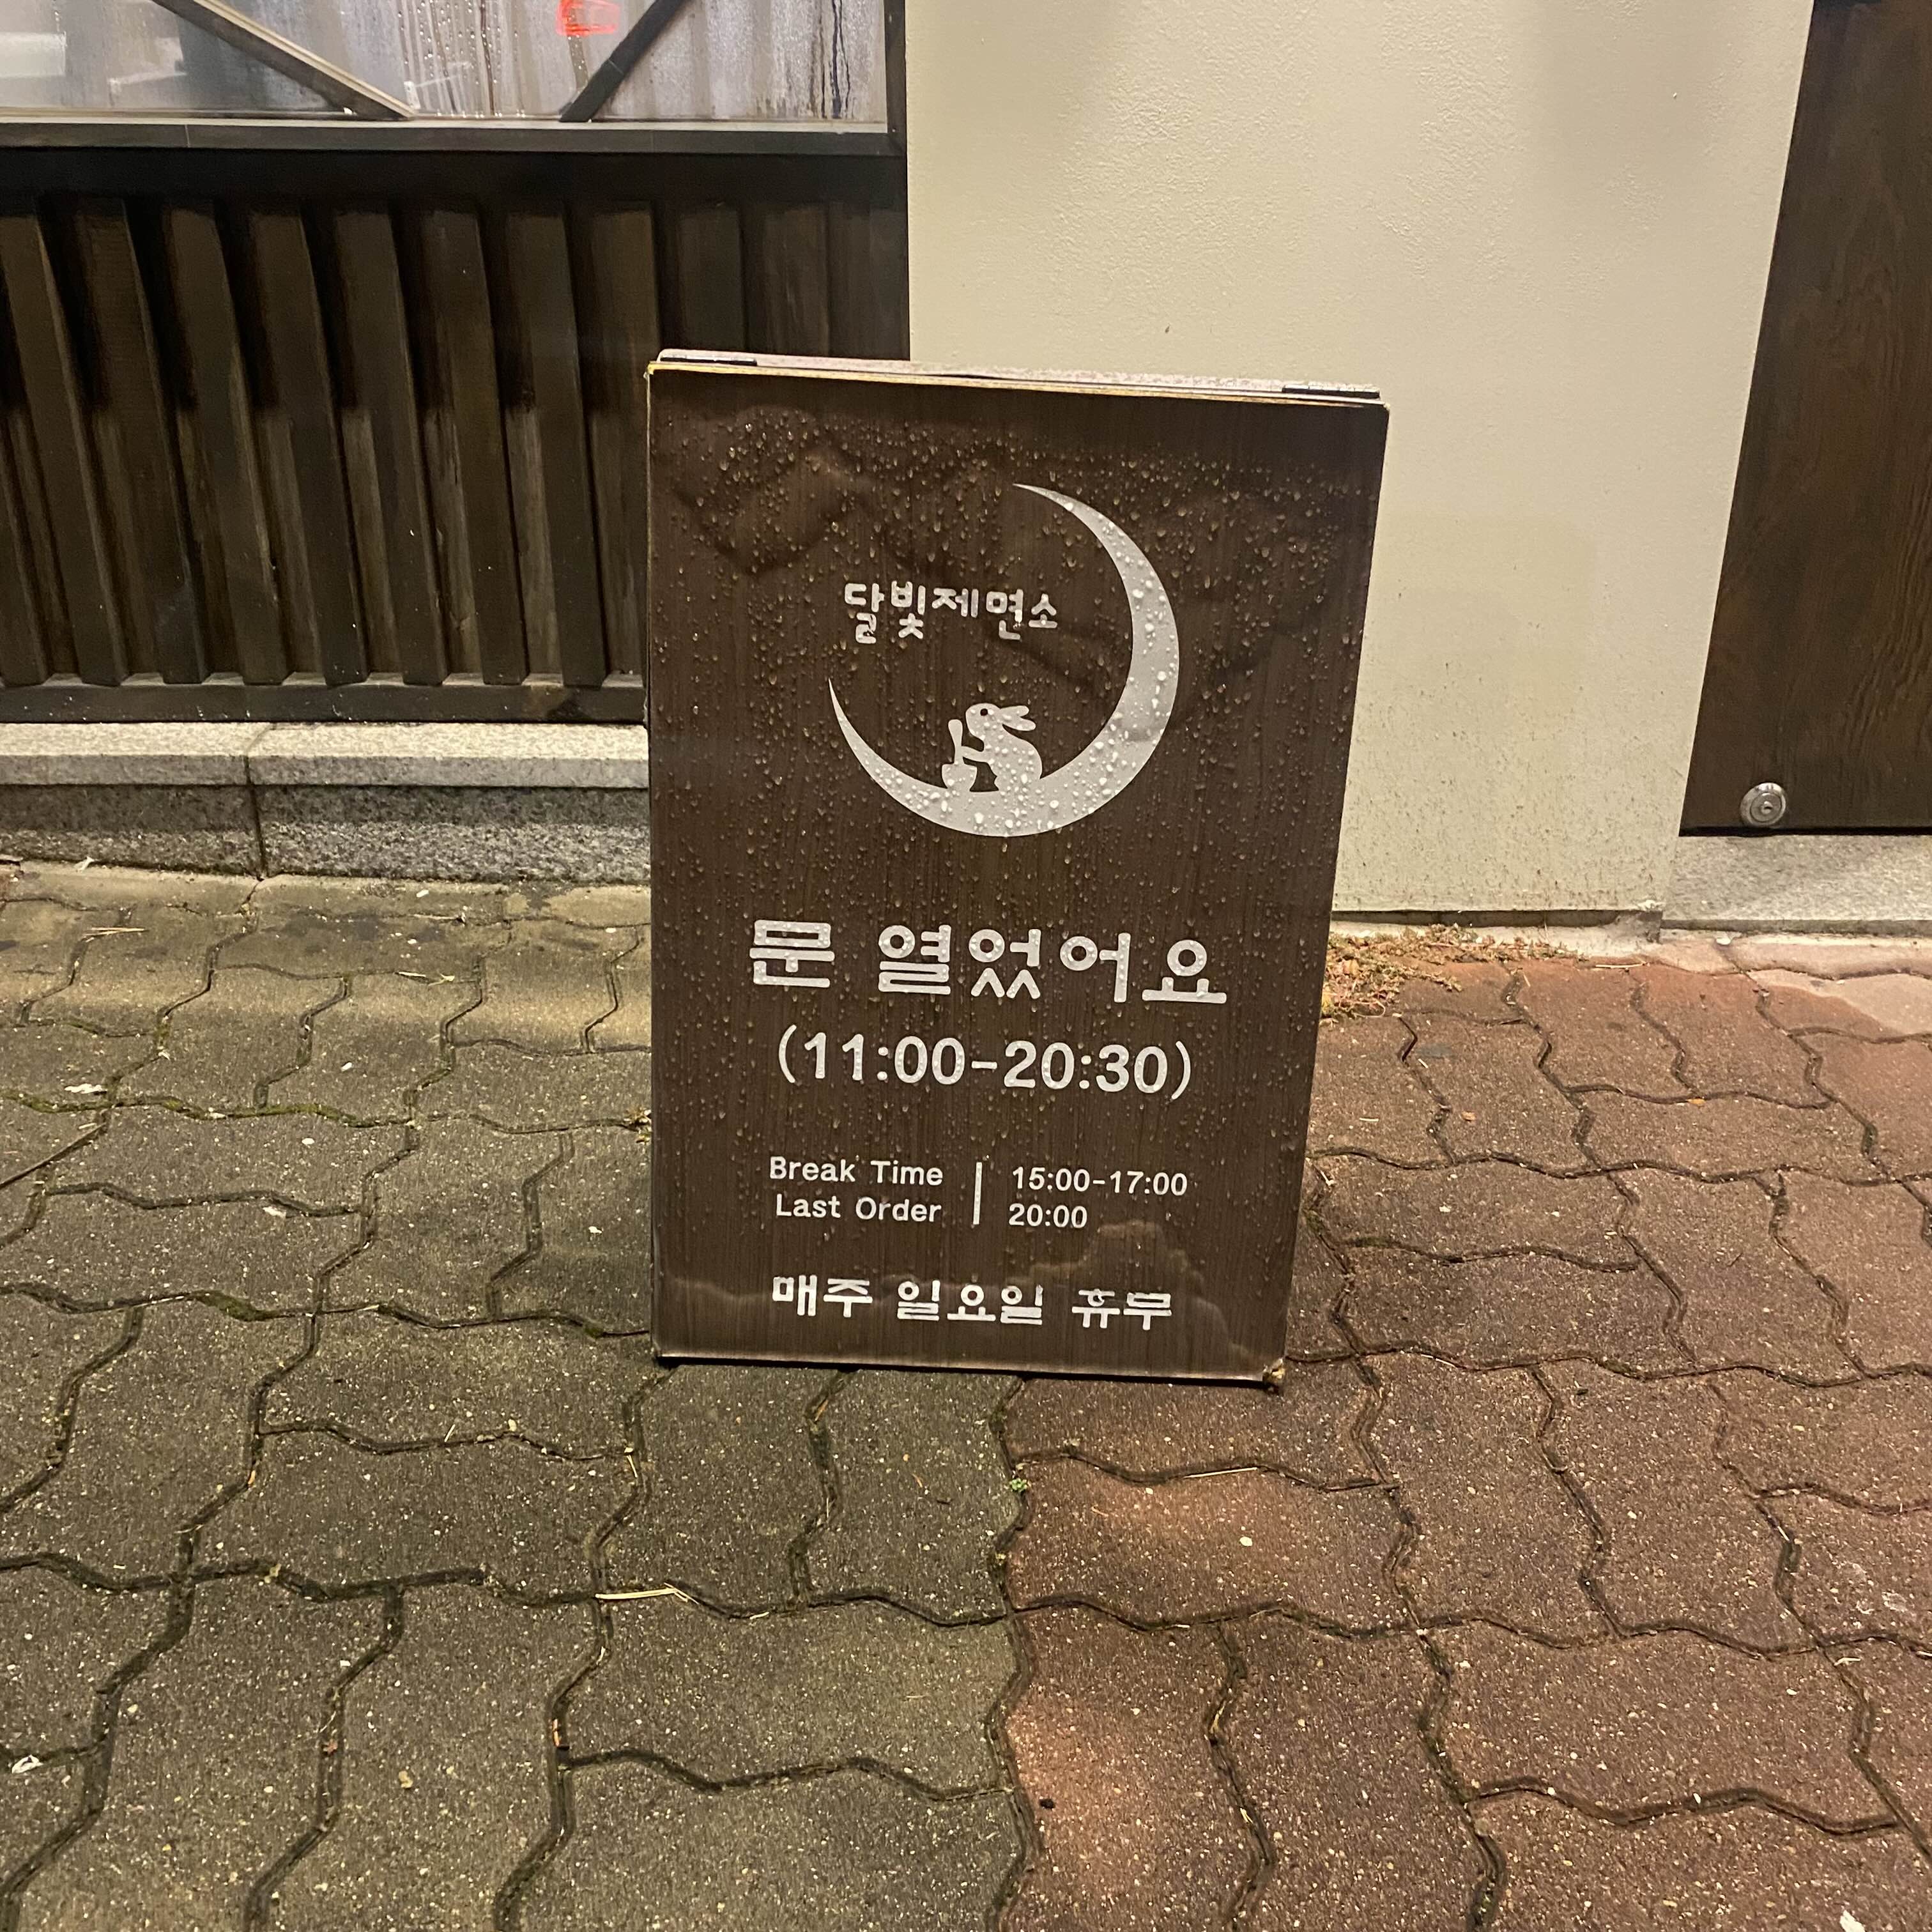 달빛제면소
문 열었어요
(11:00-20:30)
Break Time | 15:00-17:00
Last Order | 20:00
매주 일요일 휴무